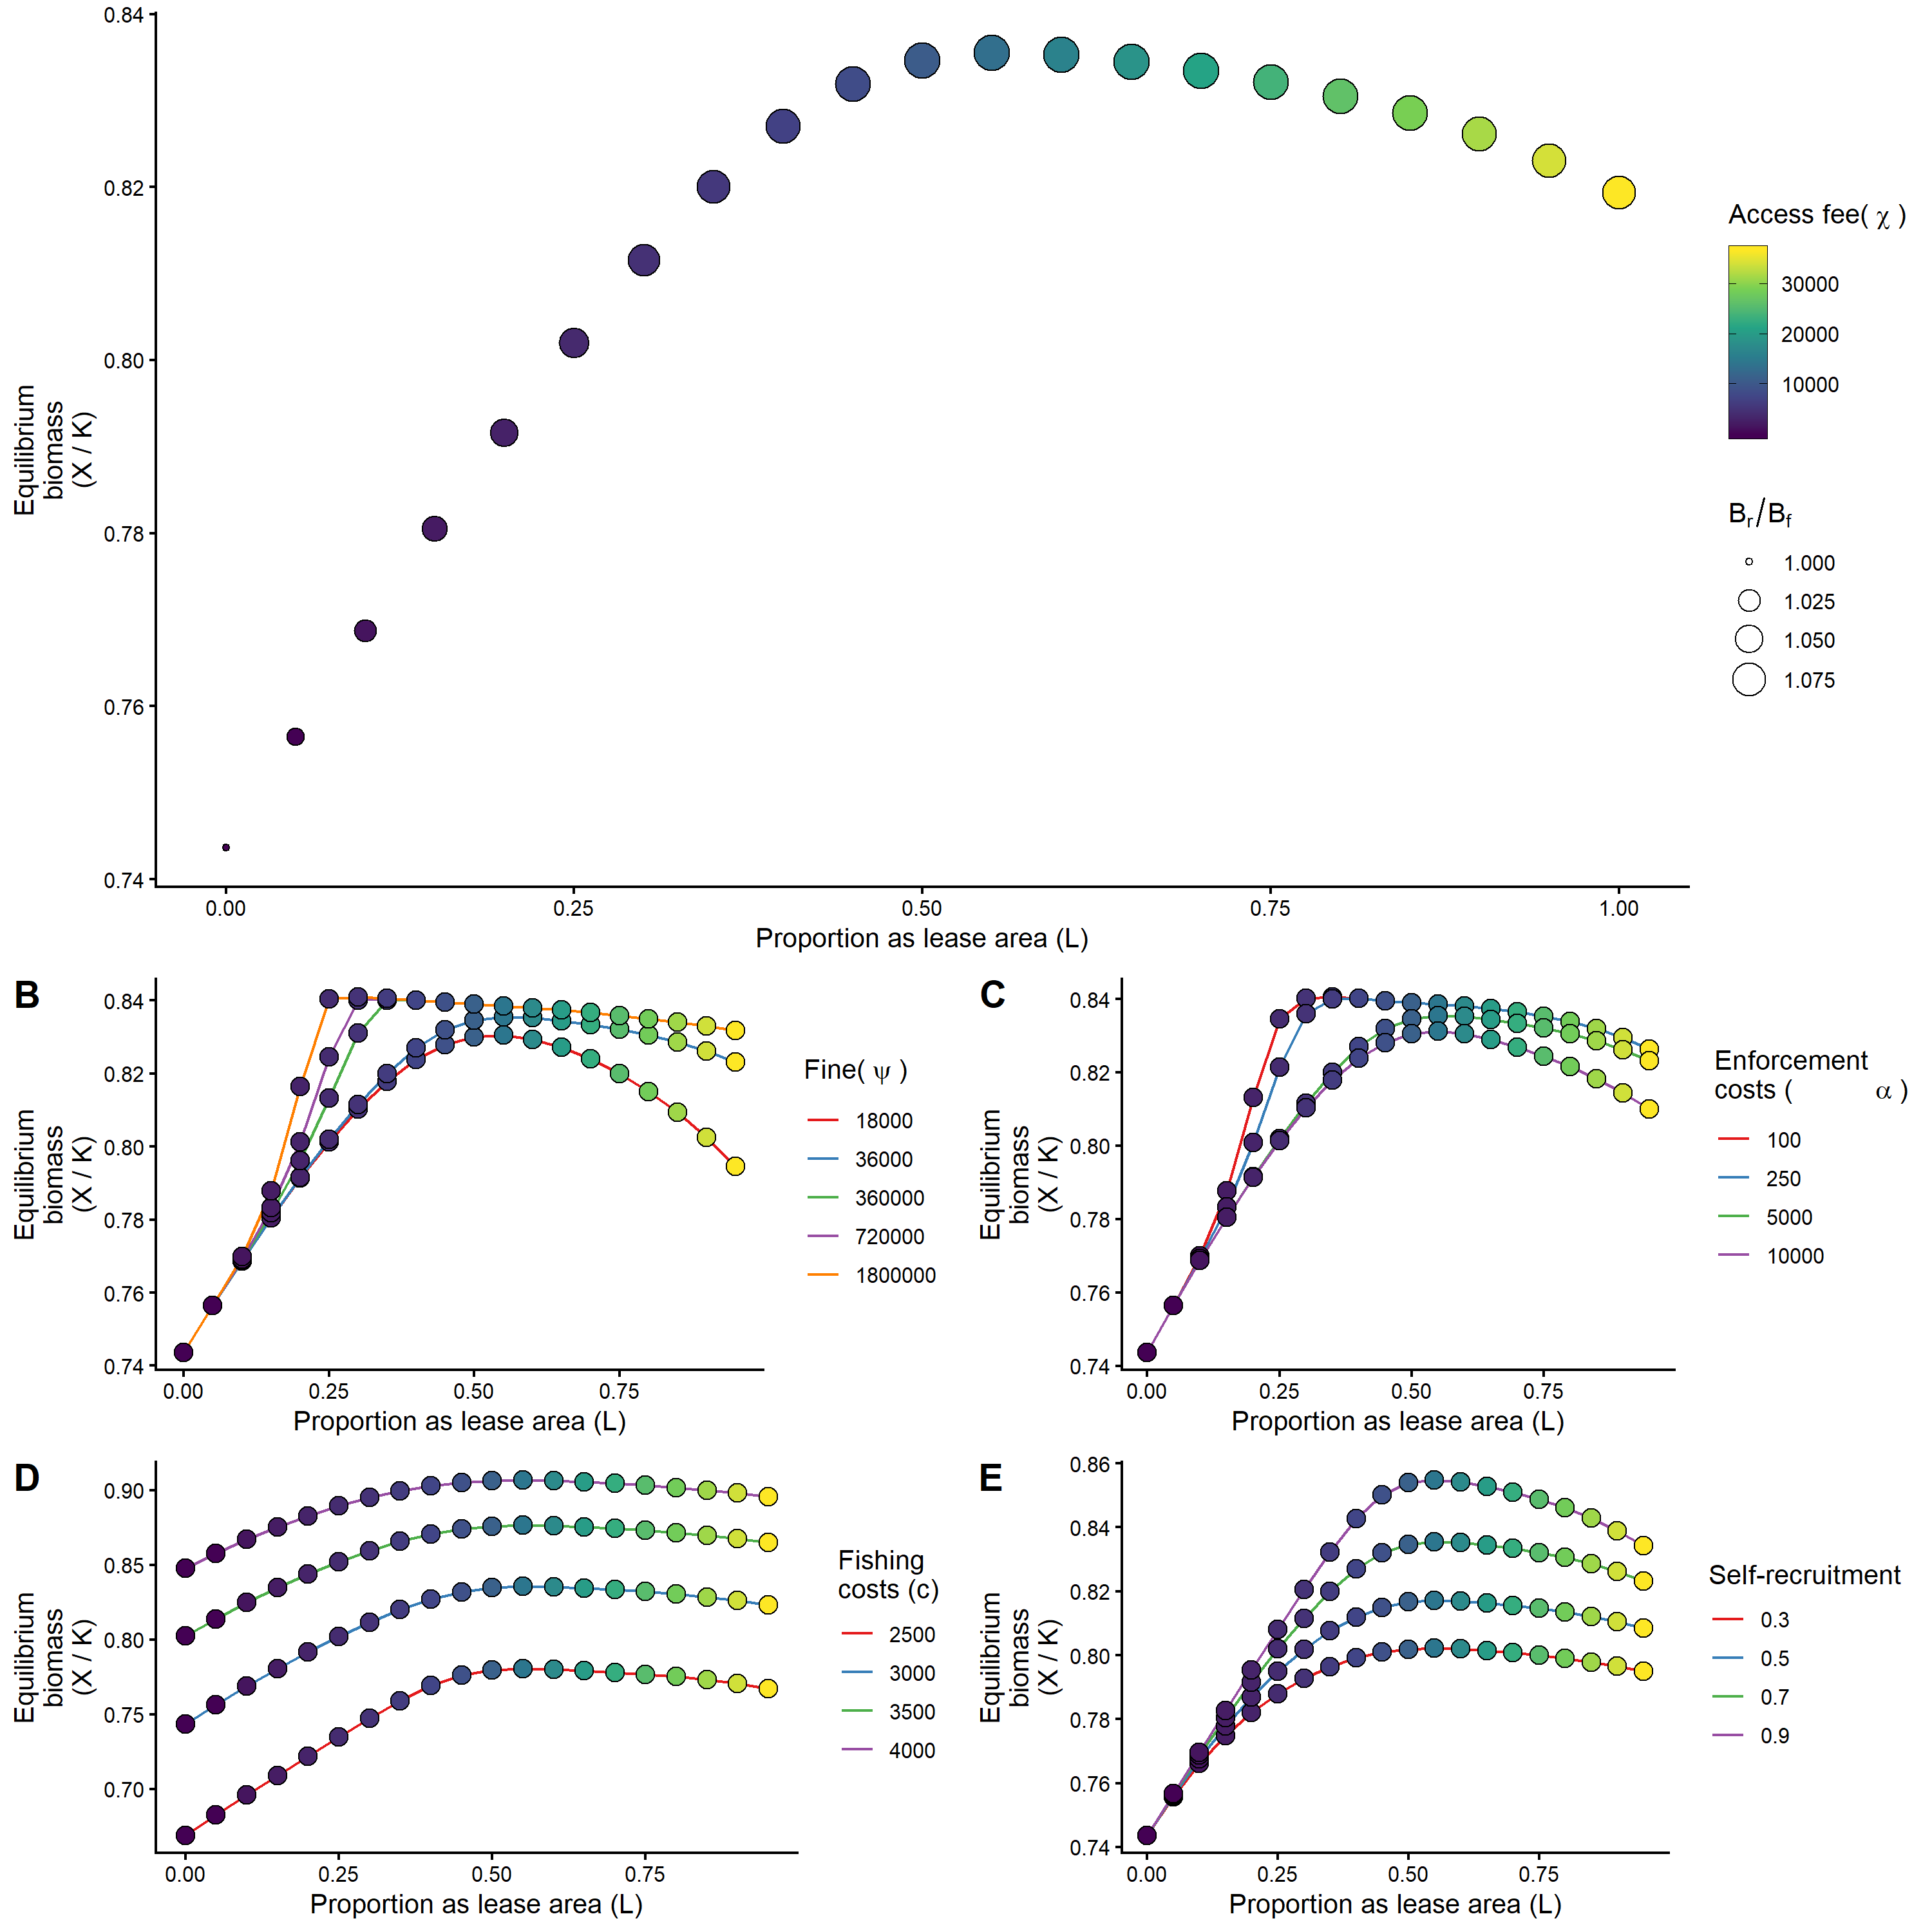 0.84
0.82
0.80
0.78
0.76
0.74
Equilibrium
biomass
(X / K)
0.00 0.25 0.50 0.75 1.00
Proportion as lease area (L)
Access fee( χ )
30000
20000
10000
Br/Bf
1.000
1.025
1.050
1.075
B
0.84
0.82
0.80
0.78
0.76
0.74
Equilibrium
biomass
(X / K)
0.00 0.25 0.50 0.75
Proportion as lease area (L)
Fine( ψ )
18000
36000
360000
720000
1800000
C
0.84
0.82
0.80
0.78
0.76
0.74
Equilibrium
biomass
(X / K)
0.00 0.25 0.50 0.75
Proportion as lease area (L)
Enforcement
costs ( α )
100
250
5000
10000
D
0.90
0.85
0.80
0.75
0.70
Equilibrium
biomass
(X / K)
0.00 0.25 0.50 0.75
Proportion as lease area (L)
Fishing
costs (c)
2500
3000
3500
4000
E
0.86
0.84
0.82
0.80
0.78
0.76
0.74
Equilibrium
biomass
(X / K)
0.00 0.25 0.50 0.75
Proportion as lease area (L)
Self-recruitment
0.3
0.5
0.7
0.9